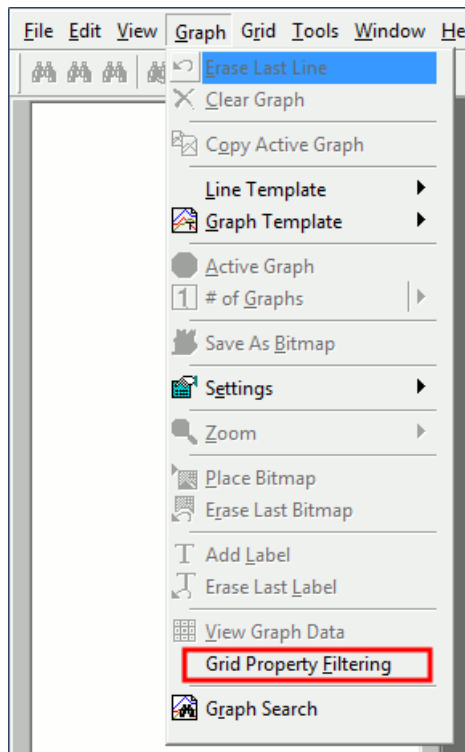 File Edit View Graph Grid Tools Window He
Erase Last Line
Clear Graph
Copy Active Graph
Line Template
Graph Template
Active Graph
# of Graphs
Save As Bitmap
Settings
Zoom
Place Bitmap
Erase Last Bitmap
Add Label
Erase Last Label
View Graph Data
Grid Property Filtering
Graph Search